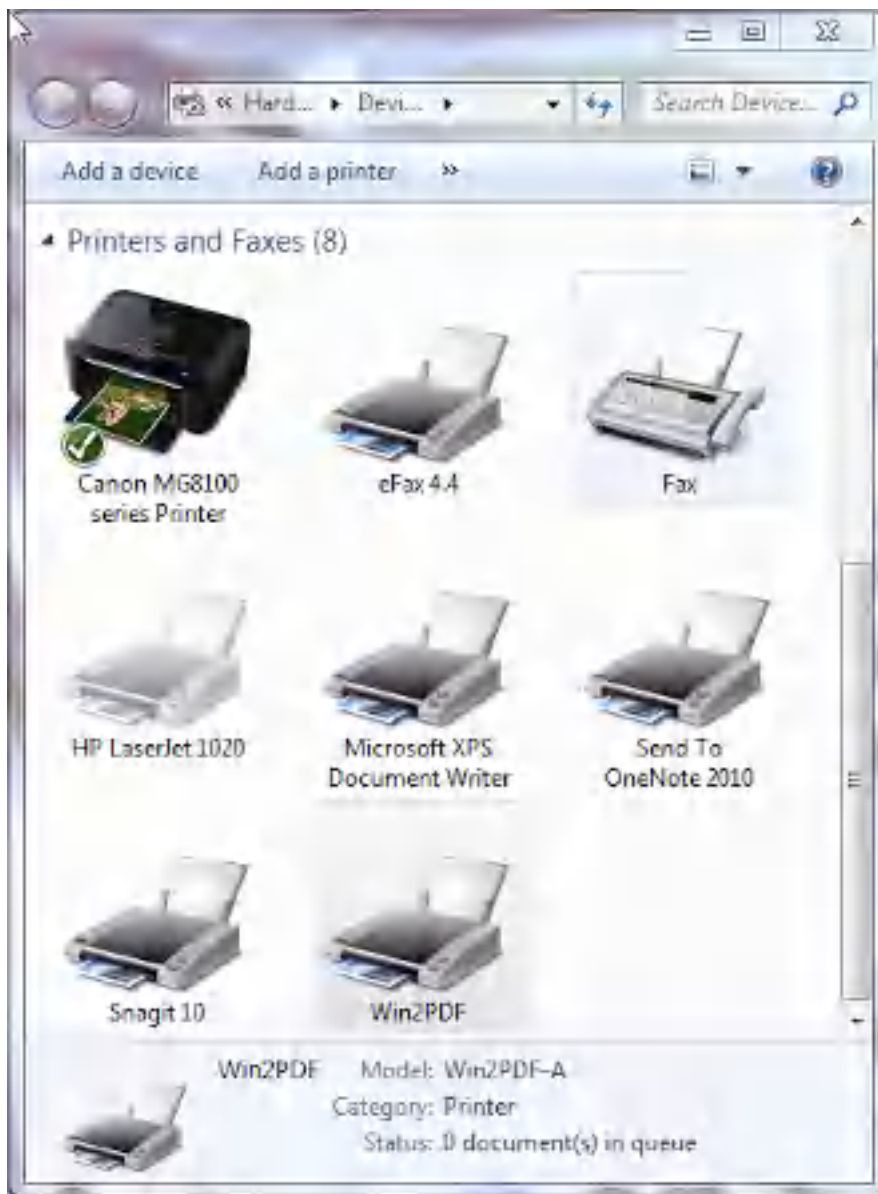 « Hard... ▸ Devi... ▸ Search Device...
Add a device Add a printer »
Printers and Faxes (8)
Canon MG8100
series Printer
eFax 4.4
Fax
HP LaserJet 1020
Microsoft XPS
Document Writer
Send To
OneNote 2010
Snagit 10
Win2PDF
Win2PDF Model: Win2PDF-A
Category: Printer
Status: 0 document(s) in queue